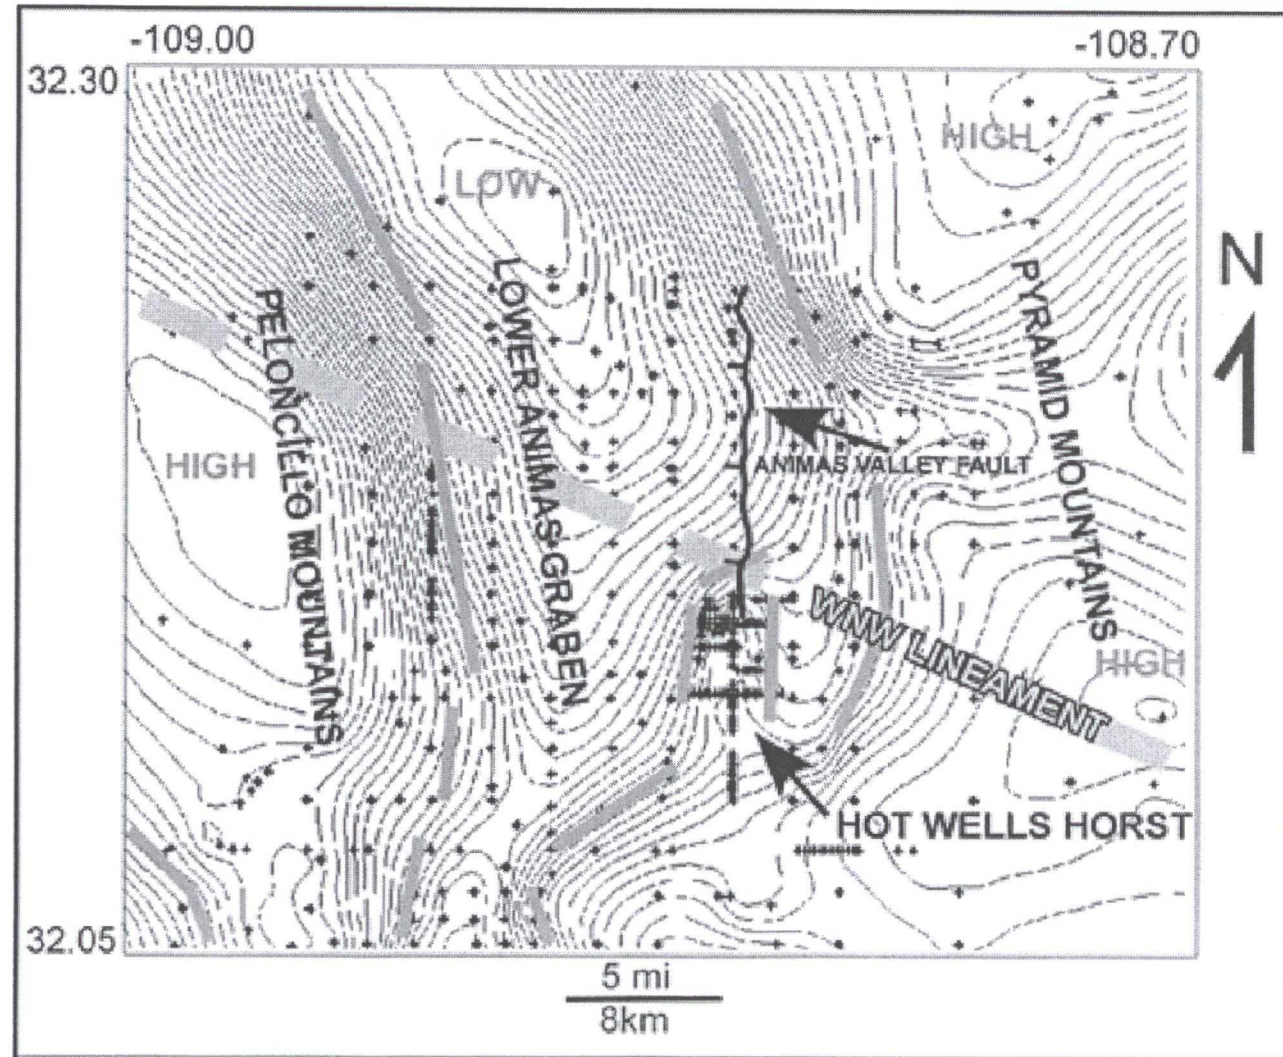 -109.00
-108.70
32.30
HIGH
LOW
N
PELONCILLO MOUNTAINS
LOWER ANIMAS GRABEN
PYRAMID MOUNTAINS
HIGH
ANIMAS VALLEY FAULT
WNW LINEAMENT
HIGH
HOT WELLS HORST
32.05
5 mi
8km